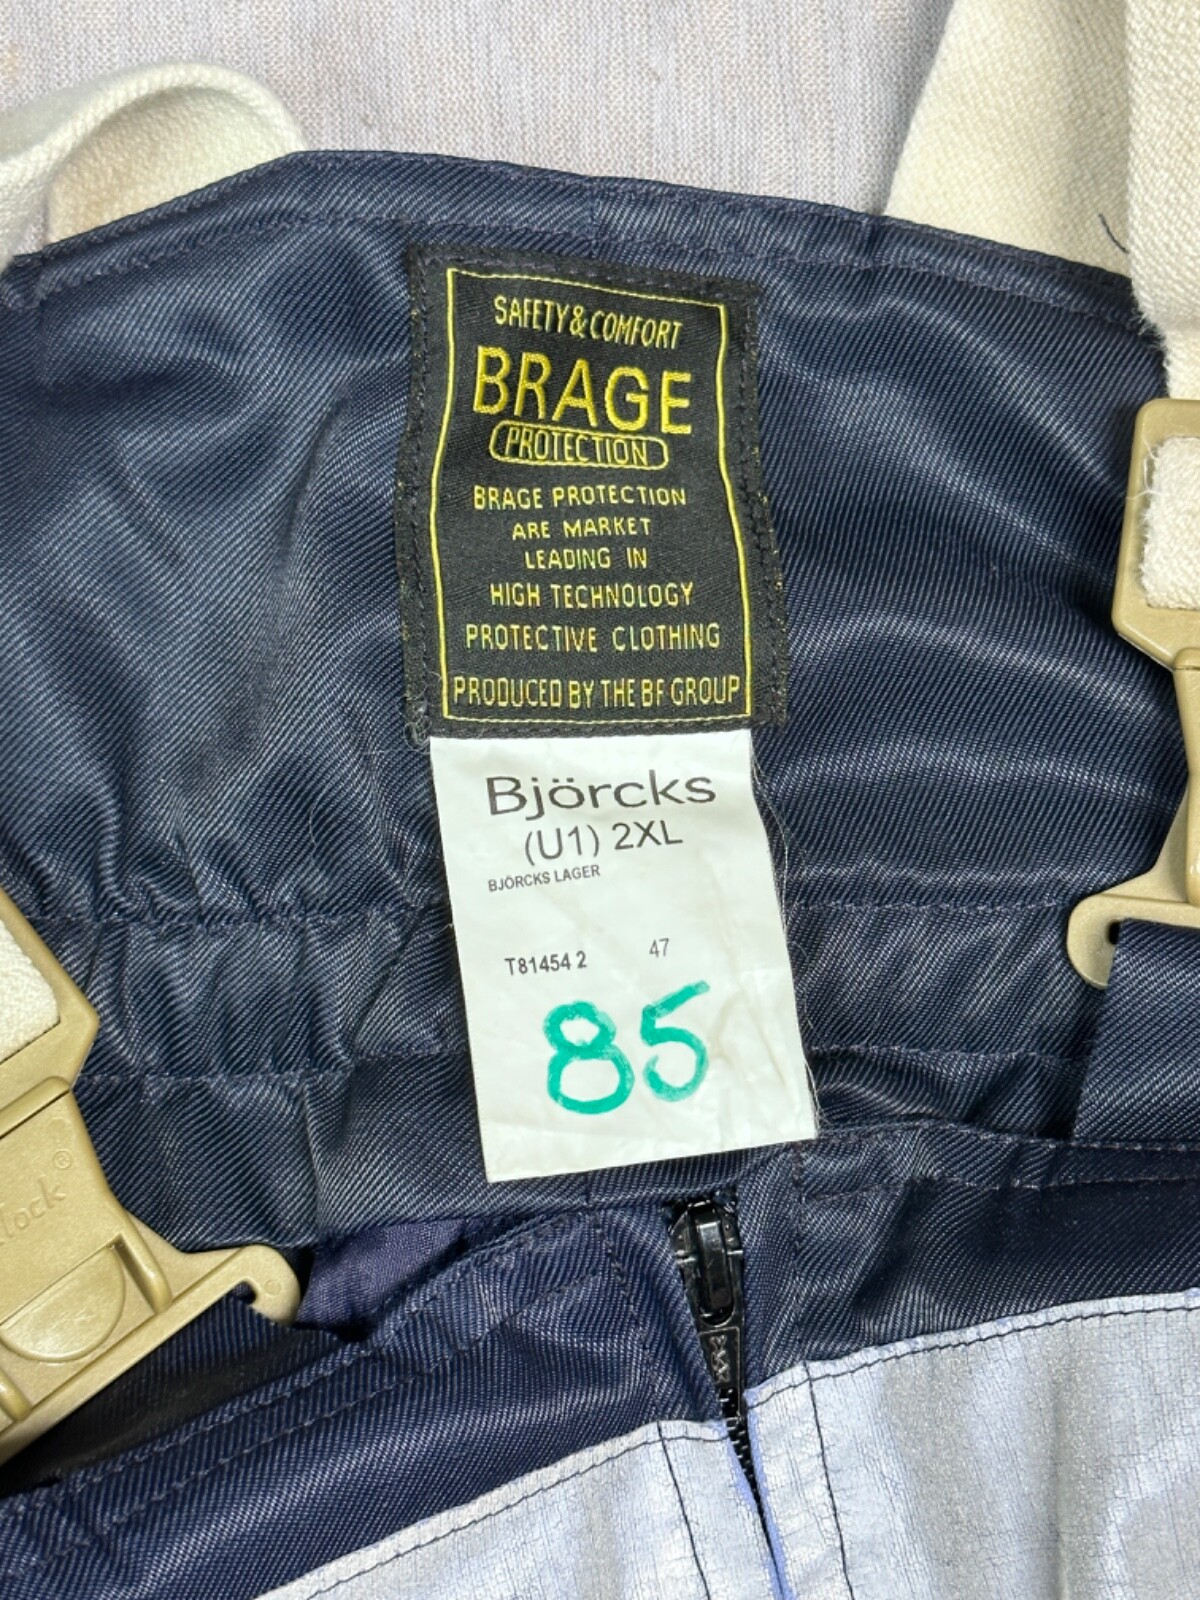 SAFETY & COMFORT
BRAGE
PROTECTION
BRAGE PROTECTION
ARE MARKET
LEADING IN
HIGH TECHNOLOGY
PROTECTIVE CLOTHING
PRODUCED BY THE BF GROUP
Björcks
(U1) 2XL
BJÖRCKS LAGER
T81454 2 47
85
lock®